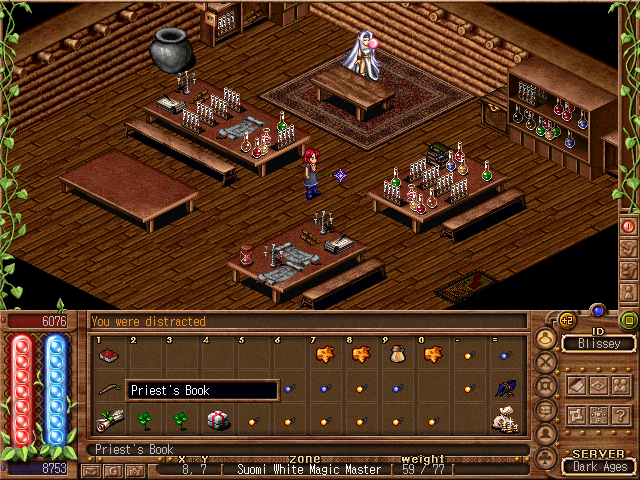 6076
You were distracted
1 2 3 4 5 6 7 8 9 0 - =
Priest's Book
Priest's Book
8753
x, y zone weight
8, 7 [ Suomi White Magic Master [ 59 / 77 [
G
+2
ID
Blissey
?
SERVER
Dark Ages